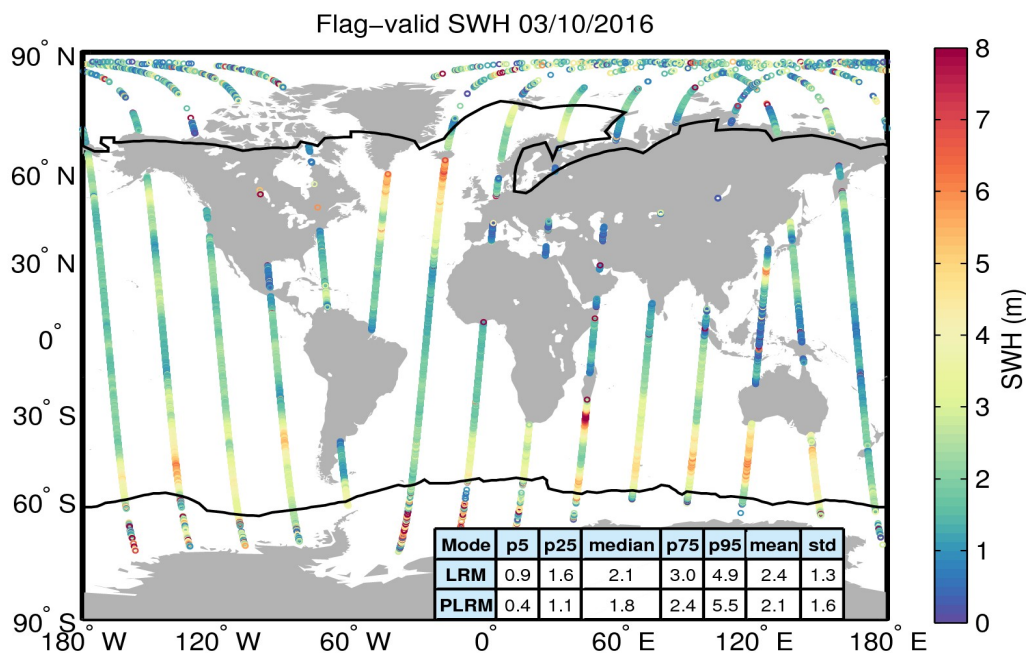 Flag−valid SWH 03/10/2016
90° N
60° N
30° N
0°
30° S
60° S
90° S
180° W
120° W
60° W
0°
60° E
120° E
180° E
Mode p5 p25 median p75 p95 mean std
LRM 0.9 1.6 2.1 3.0 4.9 2.4 1.3
PLRM 0.4 1.1 1.8 2.4 5.5 2.1 1.6
8
7
6
5
4
3
2
1
0
SWH (m)